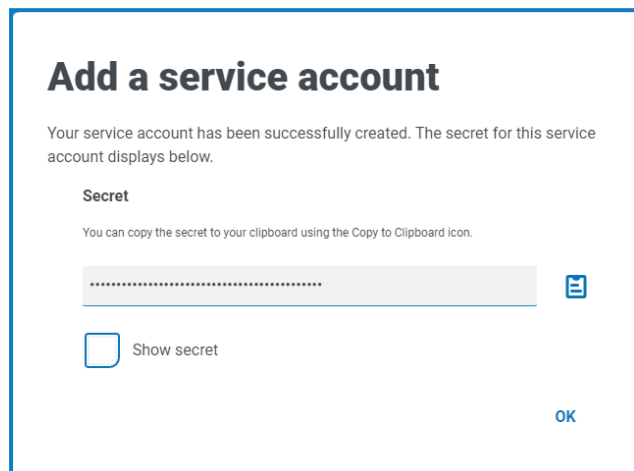 Add a service account
Your service account has been successfully created. The secret for this service
account displays below.
Secret
You can copy the secret to your clipboard using the Copy to Clipboard icon.
••••••••••••••••••••••••••••••••••••••••••••
Show secret
OK